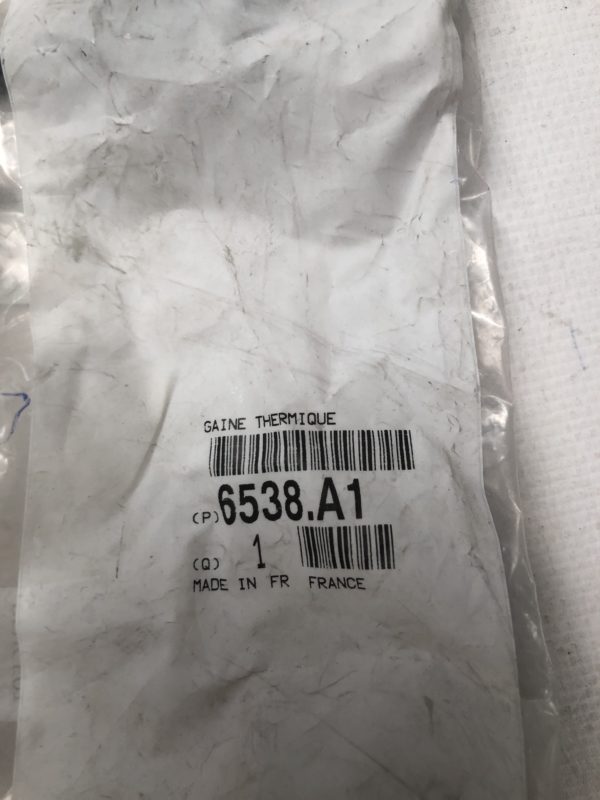 GAINE THERMIQUE
(P) 6538.A1
(Q) 1
MADE IN FR FRANCE